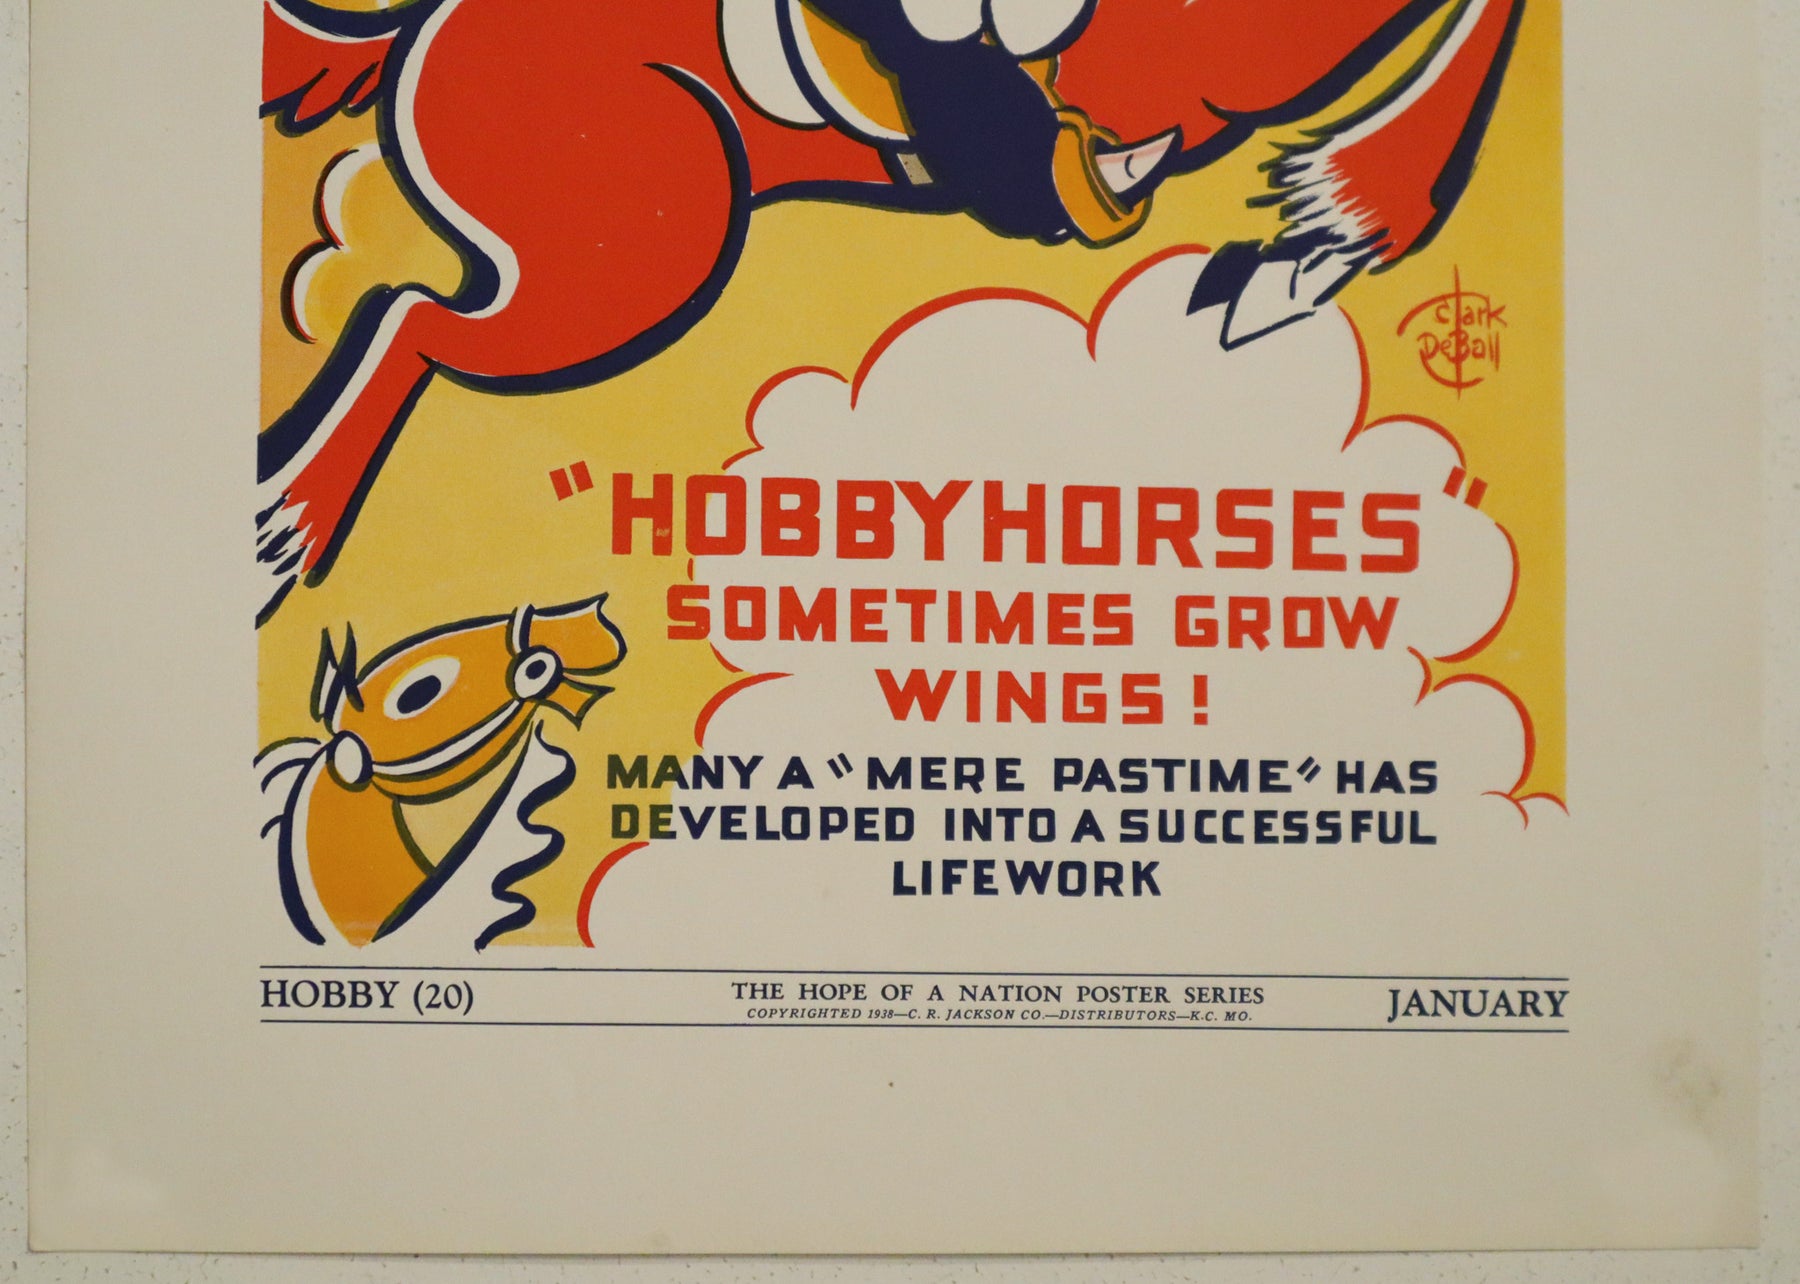 Clark
DeBall
"HOBBYHORSES"
SOMETIMES GROW
WINGS!
MANY A "MERE PASTIME" HAS
DEVELOPED INTO A SUCCESSFUL
LIFEWORK
HOBBY (20)
THE HOPE OF A NATION POSTER SERIES
COPYRIGHTED 1938—C. R. JACKSON CO.—DISTRIBUTORS—K.C. MO.
JANUARY